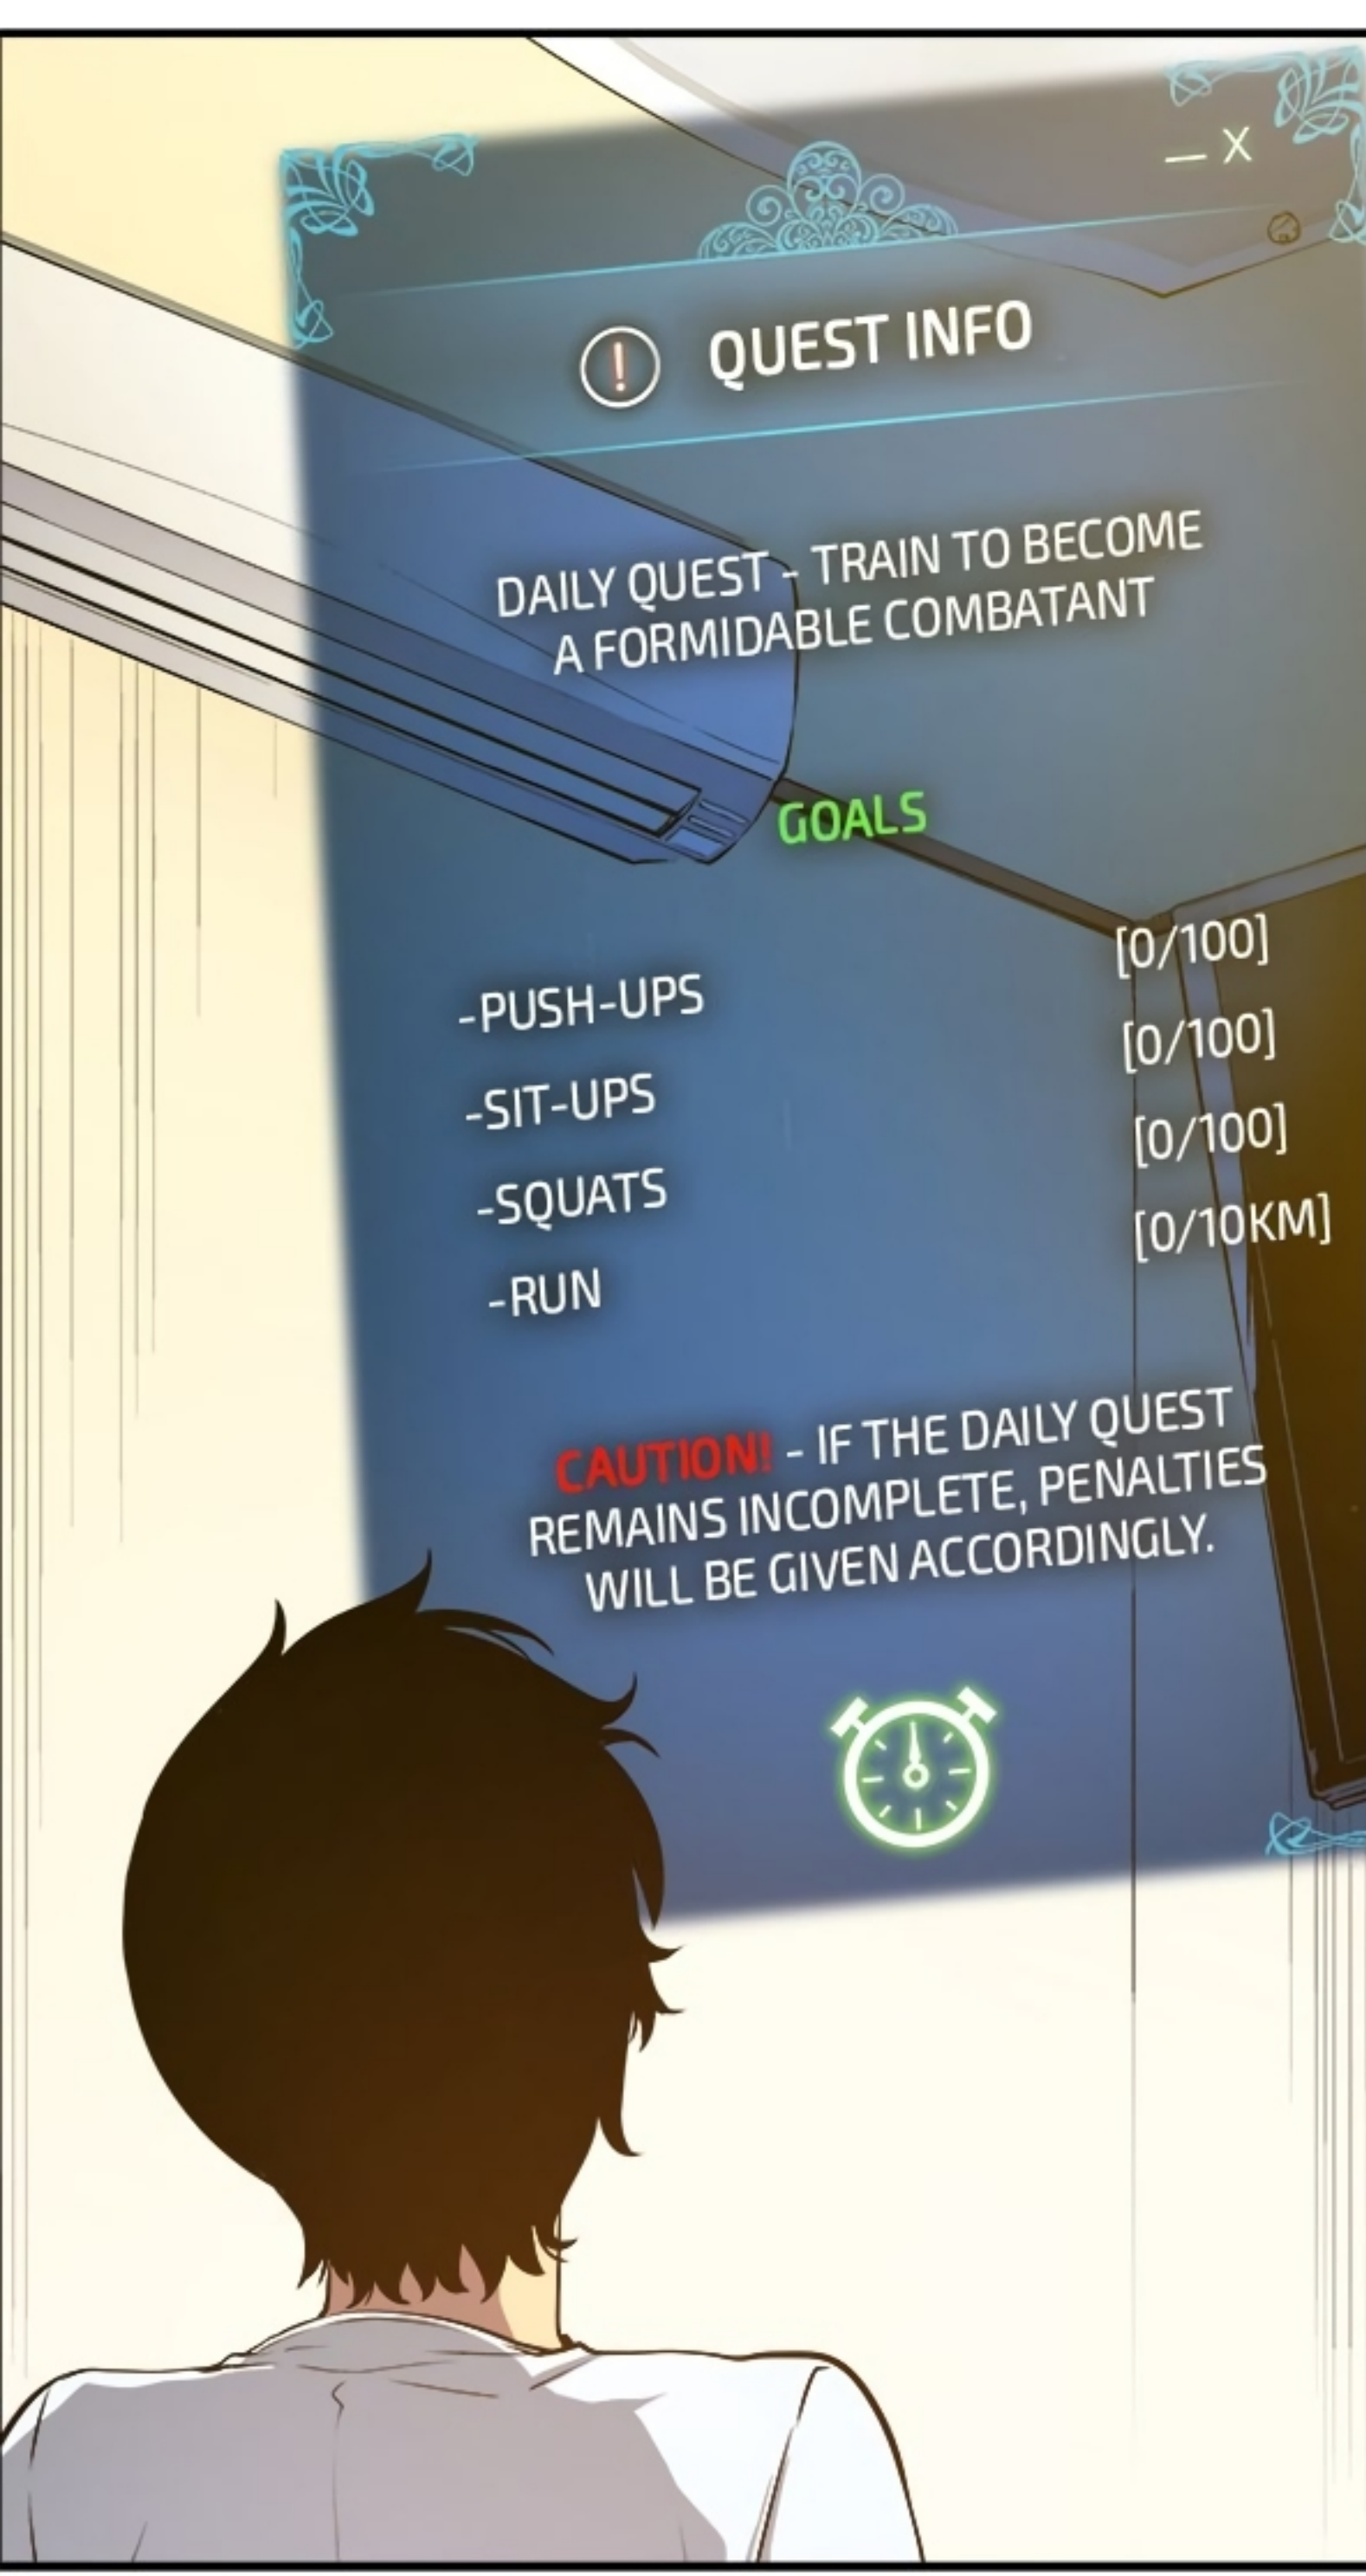 — X
! QUEST INFO
DAILY QUEST - TRAIN TO BECOME
A FORMIDABLE COMBATANT
GOALS
-PUSH-UPS [0/100]
-SIT-UPS [0/100]
-SQUATS [0/100]
-RUN [0/10KM]
CAUTION! - IF THE DAILY QUEST
REMAINS INCOMPLETE, PENALTIES
WILL BE GIVEN ACCORDINGLY.